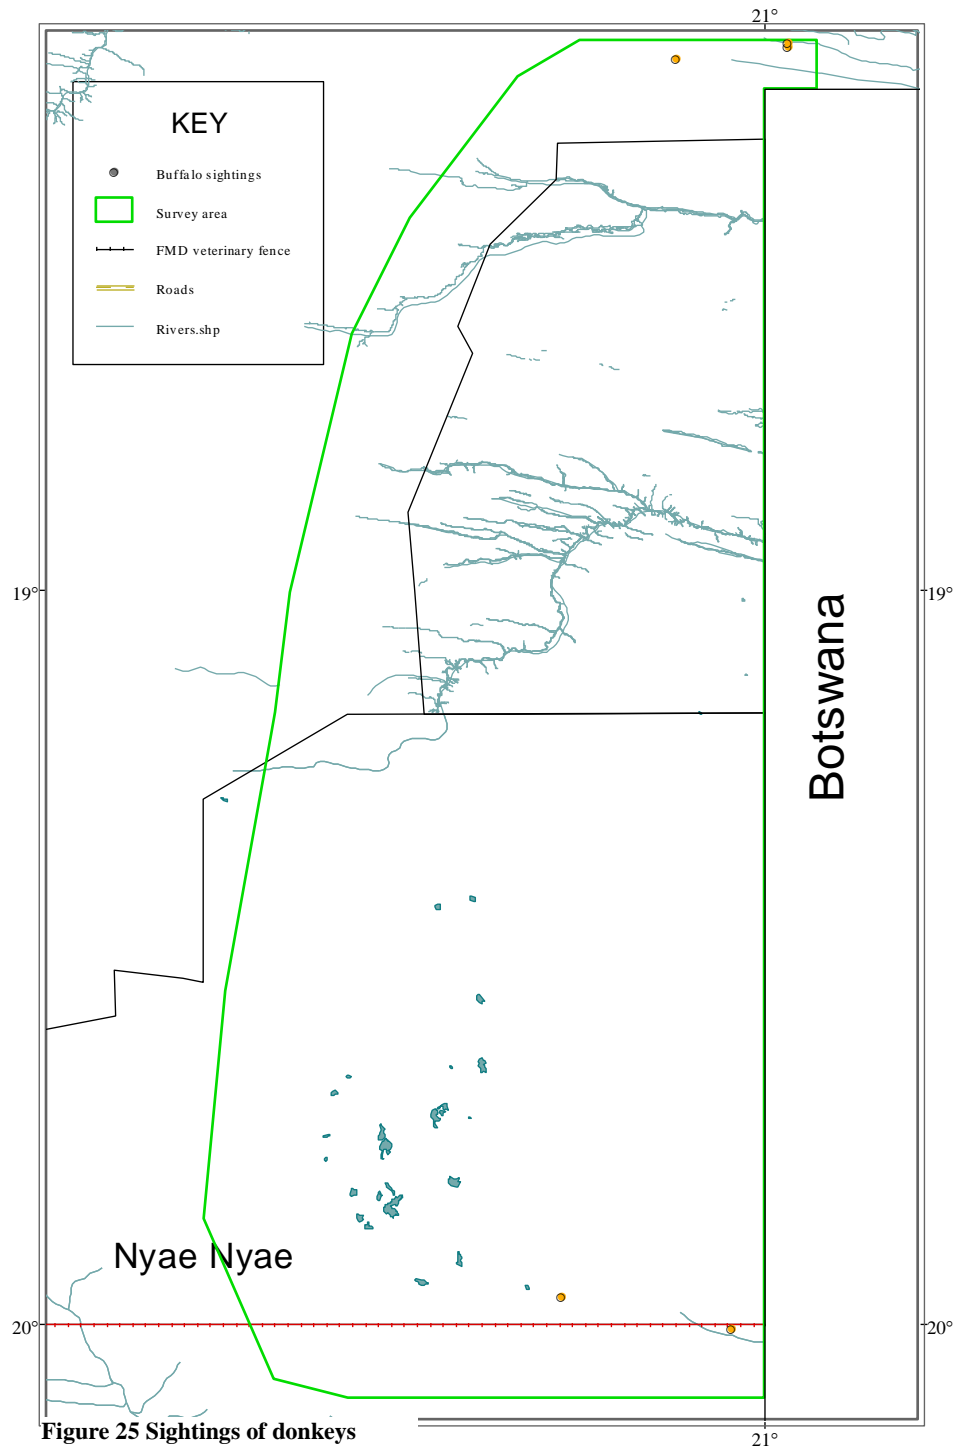 21°
KEY
Buffalo sightings
Survey area
FMD veterinary fence
Roads
Rivers.shp
19°
19°
Botswana
Nyae Nyae
20°
20°
Figure 25 Sightings of donkeys
21°